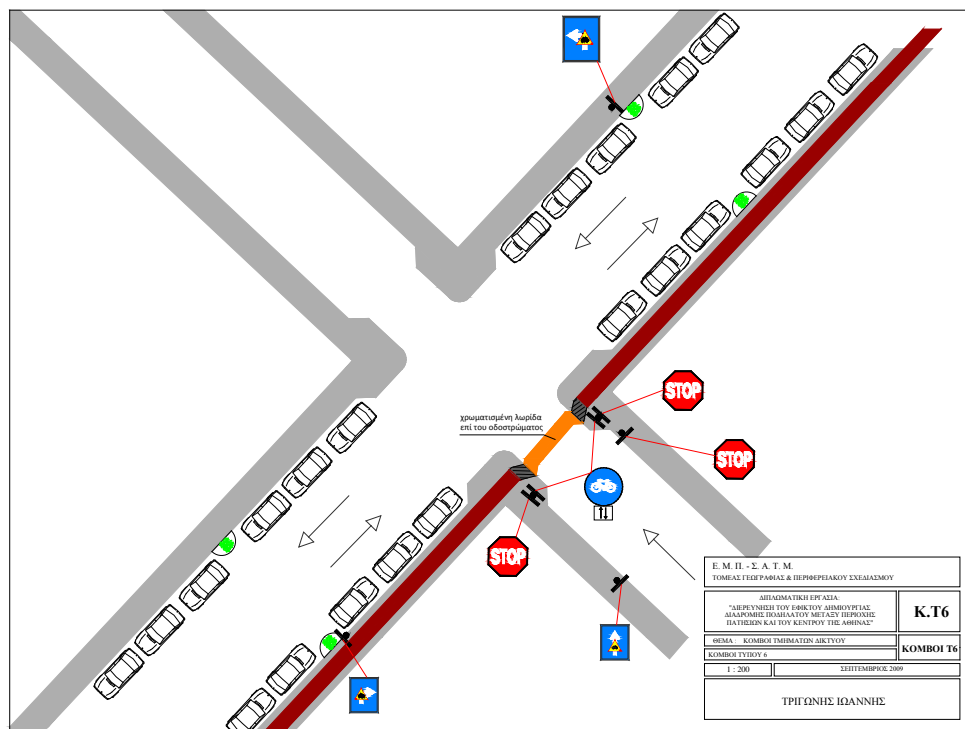 χρωματισμένη λωρίδα
επί του οδοστρώματος
STOP
STOP
STOP
Ε. Μ. Π. - Σ. Α. Τ. Μ.
ΤΟΜΕΑΣ ΓΕΩΓΡΑΦΙΑΣ & ΠΕΡΙΦΕΡΕΙΑΚΟΥ ΣΧΕΔΙΑΣΜΟΥ
ΔΙΠΛΩΜΑΤΙΚΗ ΕΡΓΑΣΙΑ:
"ΔΙΕΡΕΥΝΗΣΗ ΤΟΥ ΕΦΙΚΤΟΥ ΔΗΜΙΟΥΡΓΙΑΣ
ΔΙΑΔΡΟΜΗΣ ΠΟΔΗΛΑΤΟΥ ΜΕΤΑΞΥ ΠΕΡΙΟΧΗΣ
ΠΑΤΗΣΙΩΝ ΚΑΙ ΤΟΥ ΚΕΝΤΡΟΥ ΤΗΣ ΑΘΗΝΑΣ"
Κ.Τ6
ΘΕΜΑ : ΚΟΜΒΟΙ ΤΜΗΜΑΤΩΝ ΔΙΚΤΥΟΥ
ΚΟΜΒΟΙ ΤΥΠΟΥ 6
ΚΟΜΒΟΙ Τ6
1 : 200
ΣΕΠΤΕΜΒΡΙΟΣ 2009
ΤΡΙΓΩΝΗΣ ΙΩΑΝΝΗΣ